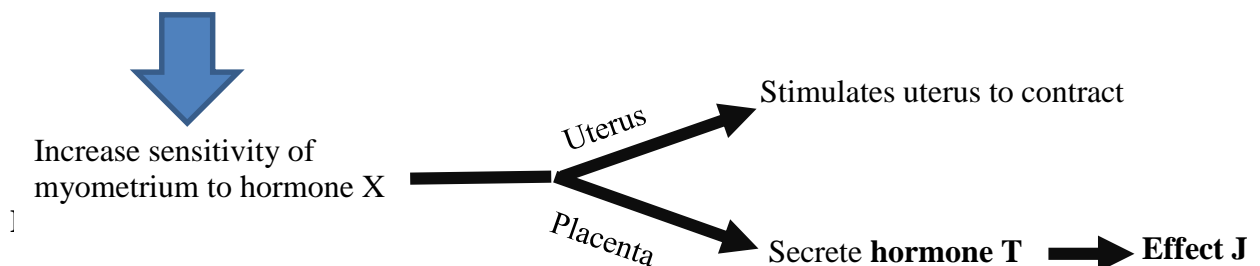 Stimulates uterus to contract
Uterus
Increase sensitivity of
myometrium to hormone X
Placenta
Secrete hormone T
Effect J